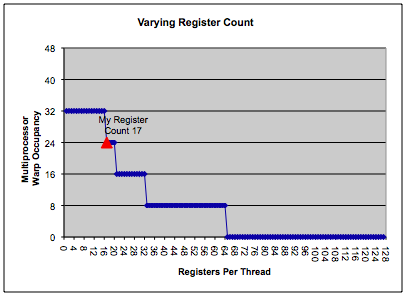 Varying Register Count
48
40
32
24
16
8
0
Multiprocessor
Warp Occupancy
My Register
Count 17
0 4 8 12 16 20 24 28 32 36 40 44 48 52 56 60 64 68 72 76 80 84 88 92 96 100 104 108 112 116 120 124 128
Registers Per Thread